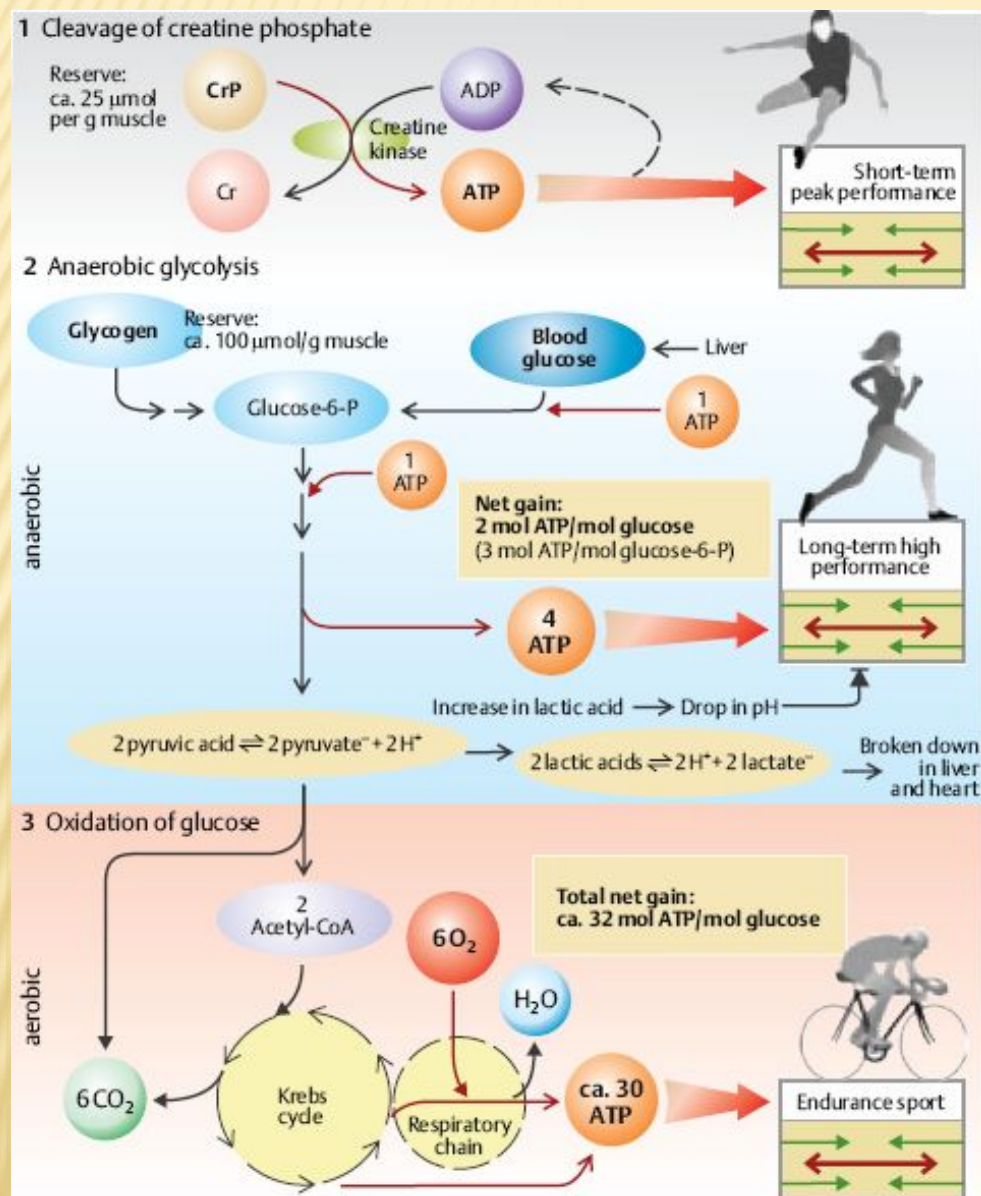 1 Cleavage of creatine phosphate
Reserve:
ca. 25 μmol
per g muscle
CrP
ADP
Creatine
kinase
Cr
ATP
Short-term
peak performance
2 Anaerobic glycolysis
Glycogen
Reserve:
ca. 100 μmol/g muscle
Blood
glucose
Liver
Glucose-6-P
1
ATP
1
ATP
anaerobic
Net gain:
2 mol ATP/mol glucose
(3 mol ATP/mol glucose-6-P)
Long-term high
performance
4
ATP
Increase in lactic acid
Drop in pH
2 pyruvic acid ⇌ 2 pyruvate⁻ + 2 H⁺
2 lactic acids ⇌ 2 H⁺ + 2 lactate⁻
Broken down
in liver
and heart
3 Oxidation of glucose
2
Acetyl-CoA
6 O₂
Total net gain:
ca. 32 mol ATP/mol glucose
H₂O
aerobic
6 CO₂
Krebs
cycle
Respiratory
chain
ca. 30
ATP
Endurance sport